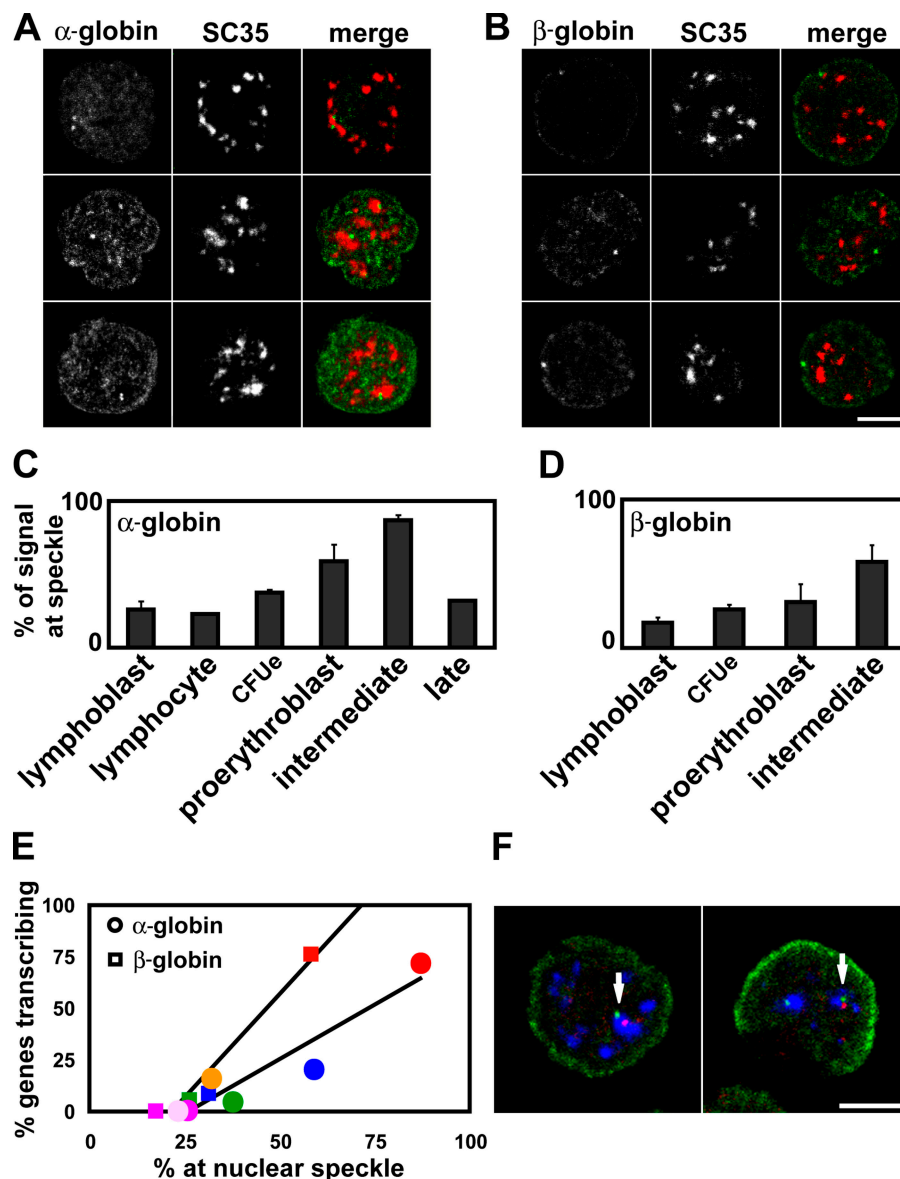 A
α-globin SC35 merge
B
β-globin SC35 merge
C
100
α-globin
% of signal
at speckle
0
lymphoblast
lymphocyte
CFUe
proerythroblast
intermediate
late
D
100
β-globin
0
lymphoblast
CFUe
proerythroblast
intermediate
E
% genes transcribing
100
75
50
25
0
α-globin
β-globin
0 25 50 75 100
% at nuclear speckle
F